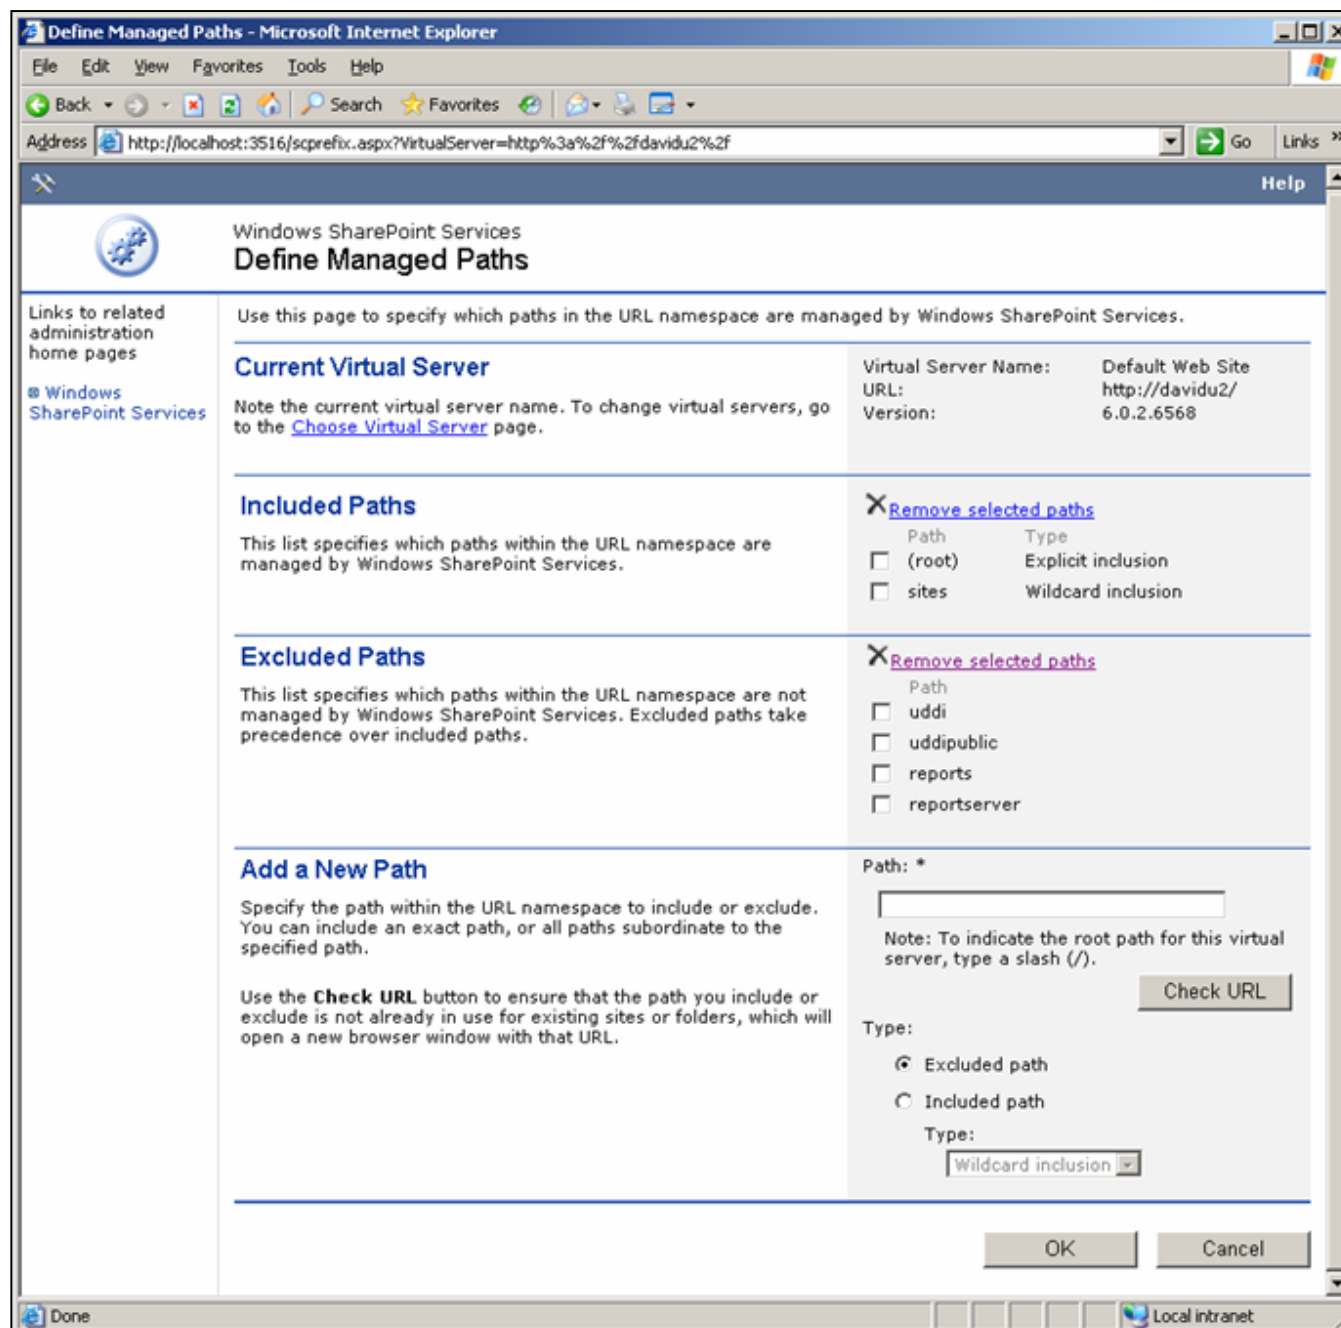 Define Managed Paths - Microsoft Internet Explorer
File Edit View Favorites Tools Help
Back Search Favorites
Address http://localhost:3516/scprefix.aspx?VirtualServer=http%3a%2f%2fdavidu2%2f Go Links »
Help
Windows SharePoint Services
Define Managed Paths
Links to related
administration
home pages
Windows
SharePoint Services
Use this page to specify which paths in the URL namespace are managed by Windows SharePoint Services.
Current Virtual Server
Note the current virtual server name. To change virtual servers, go
to the Choose Virtual Server page.
Virtual Server Name: Default Web Site
URL: http://davidu2/
Version: 6.0.2.6568
Included Paths
This list specifies which paths within the URL namespace are
managed by Windows SharePoint Services.
Remove selected paths
Path Type
(root) Explicit inclusion
sites Wildcard inclusion
Excluded Paths
This list specifies which paths within the URL namespace are not
managed by Windows SharePoint Services. Excluded paths take
precedence over included paths.
Remove selected paths
Path
uddi
uddipublic
reports
reportserver
Add a New Path
Specify the path within the URL namespace to include or exclude.
You can include an exact path, or all paths subordinate to the
specified path.
Use the Check URL button to ensure that the path you include or
exclude is not already in use for existing sites or folders, which will
open a new browser window with that URL.
Path: *
Note: To indicate the root path for this virtual
server, type a slash (/).
Check URL
Type:
Excluded path
Included path
Type:
Wildcard inclusion
OK Cancel
Done Local intranet